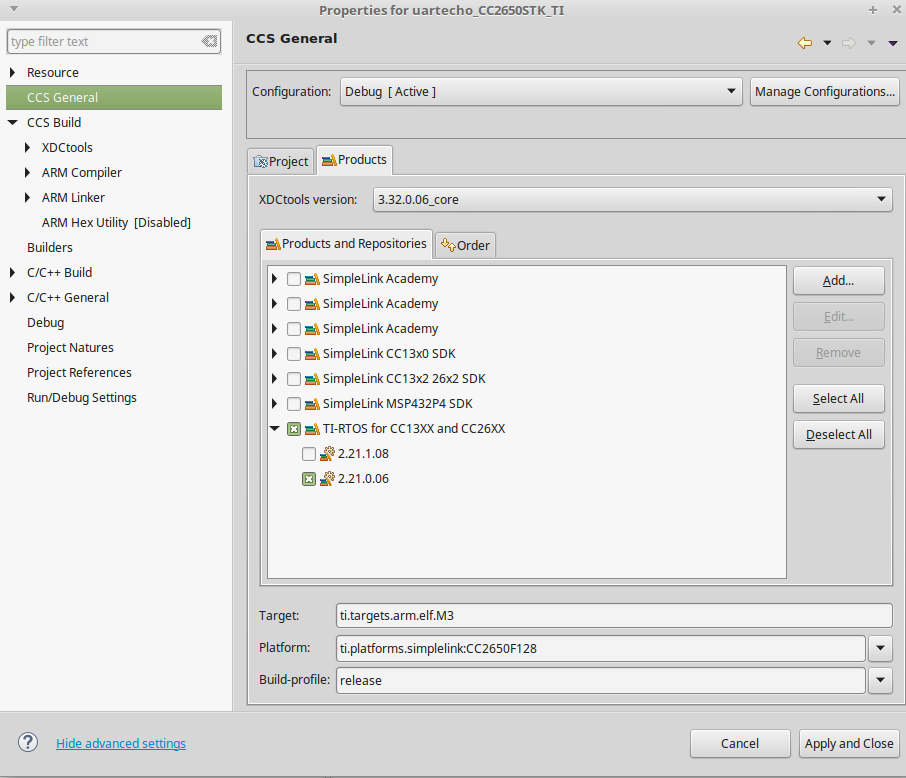 Properties for uartecho_CC2650STK_TI
type filter text
Resource
CCS General
CCS Build
XDCtools
ARM Compiler
ARM Linker
ARM Hex Utility [Disabled]
Builders
C/C++ Build
C/C++ General
Debug
Project Natures
Project References
Run/Debug Settings
CCS General
Configuration: Debug [ Active ] Manage Configurations...
Project Products
XDCtools version: 3.32.0.06_core
Products and Repositories Order
SimpleLink Academy
SimpleLink Academy
SimpleLink Academy
SimpleLink CC13x0 SDK
SimpleLink CC13x2 26x2 SDK
SimpleLink MSP432P4 SDK
TI-RTOS for CC13XX and CC26XX
2.21.1.08
2.21.0.06
Add...
Edit...
Remove
Select All
Deselect All
Target: ti.targets.arm.elf.M3
Platform: ti.platforms.simplelink:CC2650F128
Build-profile: release
? Hide advanced settings Cancel Apply and Close